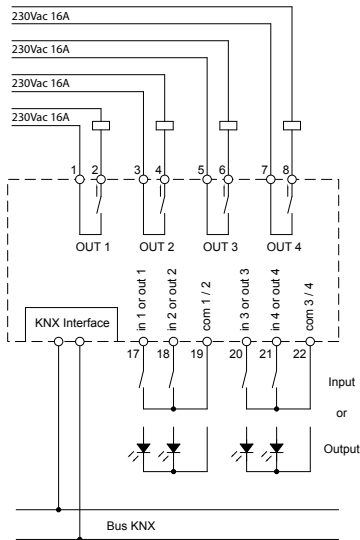 230Vac 16A
230Vac 16A
230Vac 16A
230Vac 16A
1 2 3 4 5 6 7 8
OUT 1 OUT 2 OUT 3 OUT 4
in 1 or out 1
in 2 or out 2
com 1 / 2
in 3 or out 3
in 4 or out 4
com 3 / 4
KNX Interface
17 18 19 20 21 22
Input
or
Output
Bus KNX